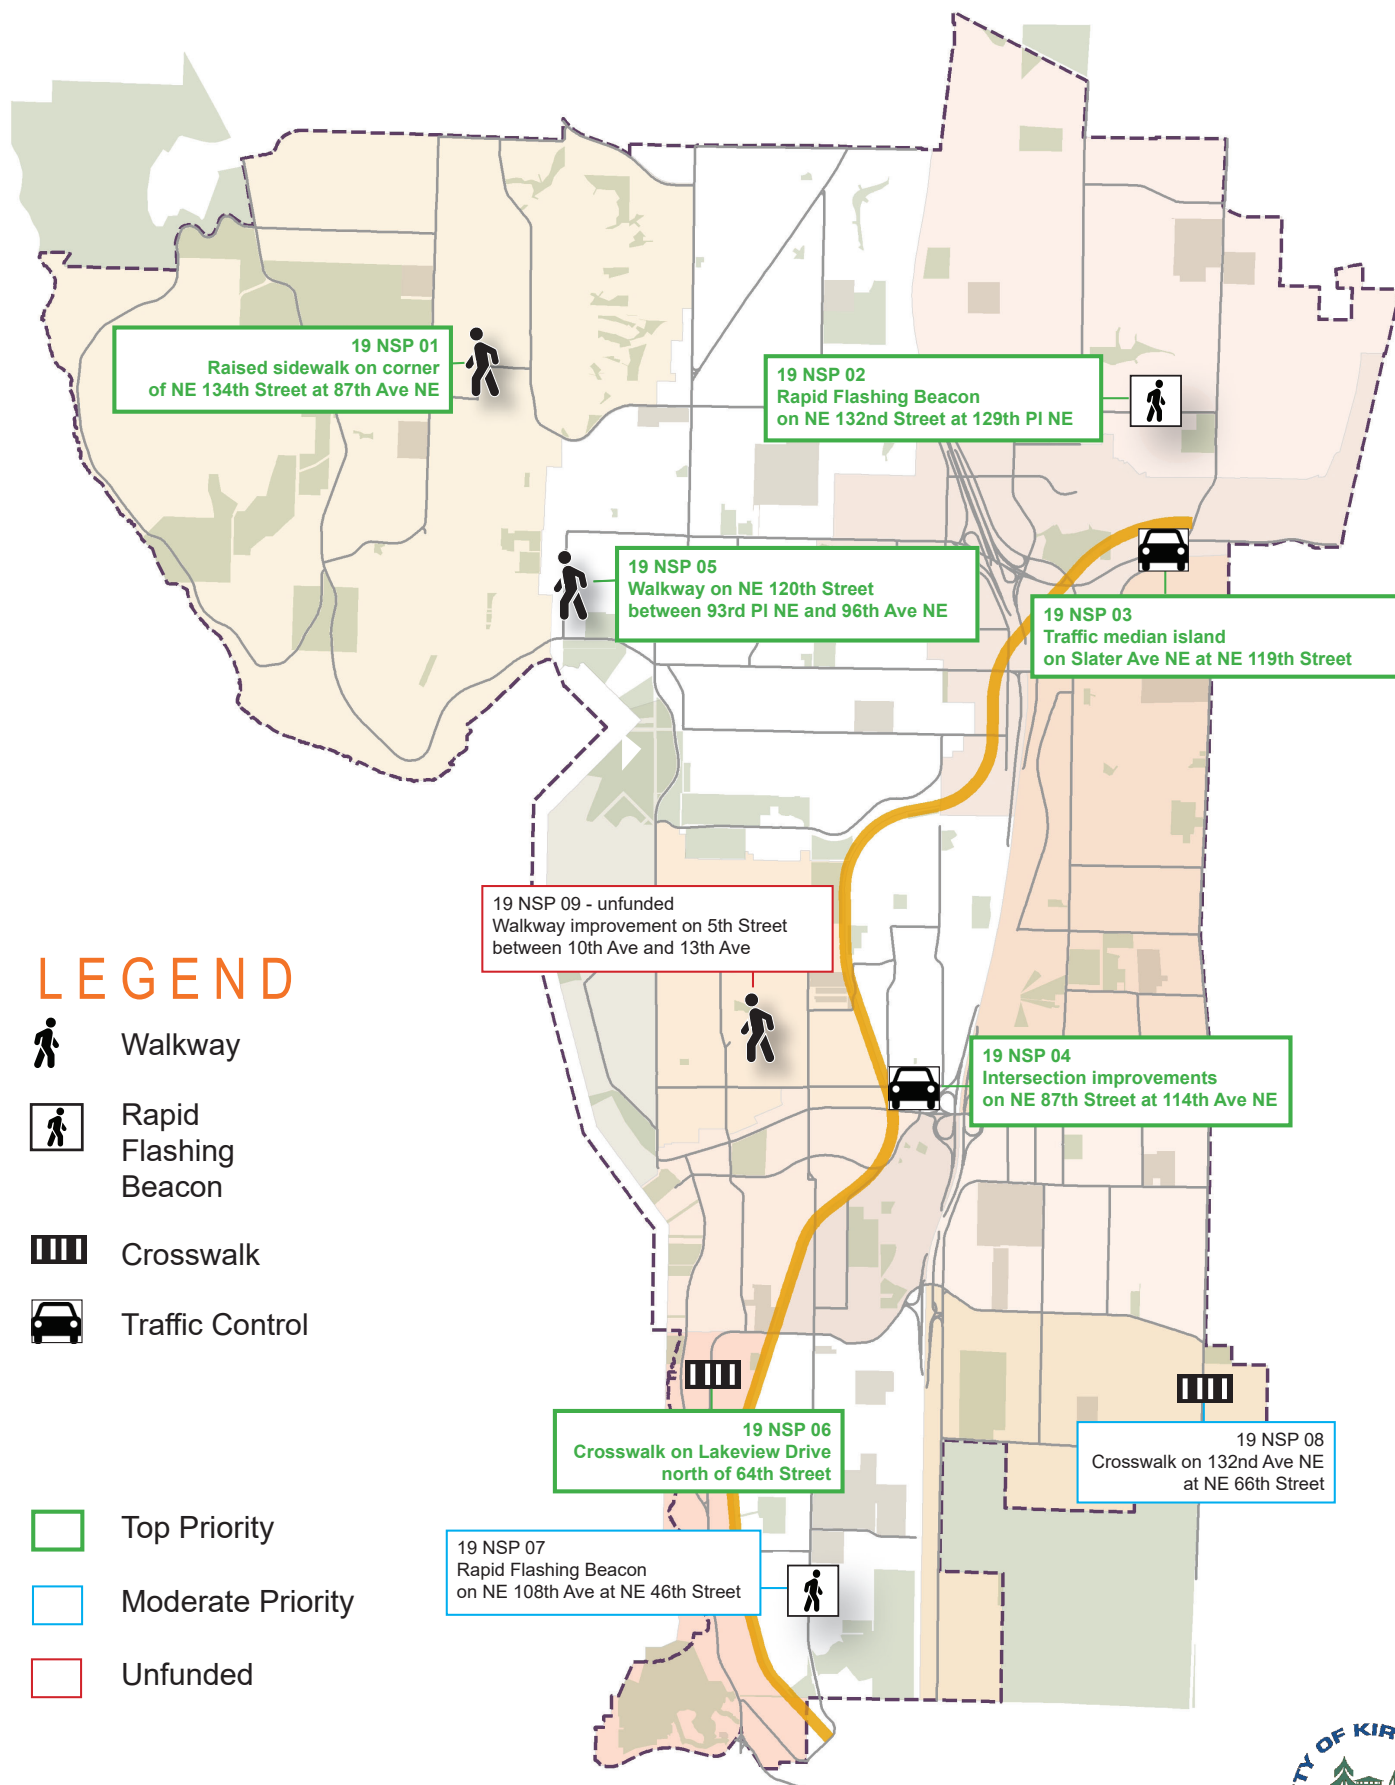 19 NSP 01
Raised sidewalk on corner
of NE 134th Street at 87th Ave NE
19 NSP 02
Rapid Flashing Beacon
on NE 132nd Street at 129th Pl NE
19 NSP 05
Walkway on NE 120th Street
between 93rd Pl NE and 96th Ave NE
19 NSP 03
Traffic median island
on Slater Ave NE at NE 119th Street
19 NSP 09 - unfunded
Walkway improvement on 5th Street
between 10th Ave and 13th Ave
19 NSP 04
Intersection improvements
on NE 87th Street at 114th Ave NE
19 NSP 06
Crosswalk on Lakeview Drive
north of 64th Street
19 NSP 08
Crosswalk on 132nd Ave NE
at NE 66th Street
19 NSP 07
Rapid Flashing Beacon
on NE 108th Ave at NE 46th Street
LEGEND
Walkway
Rapid
Flashing
Beacon
Crosswalk
Traffic Control
Top Priority
Moderate Priority
Unfunded
OF